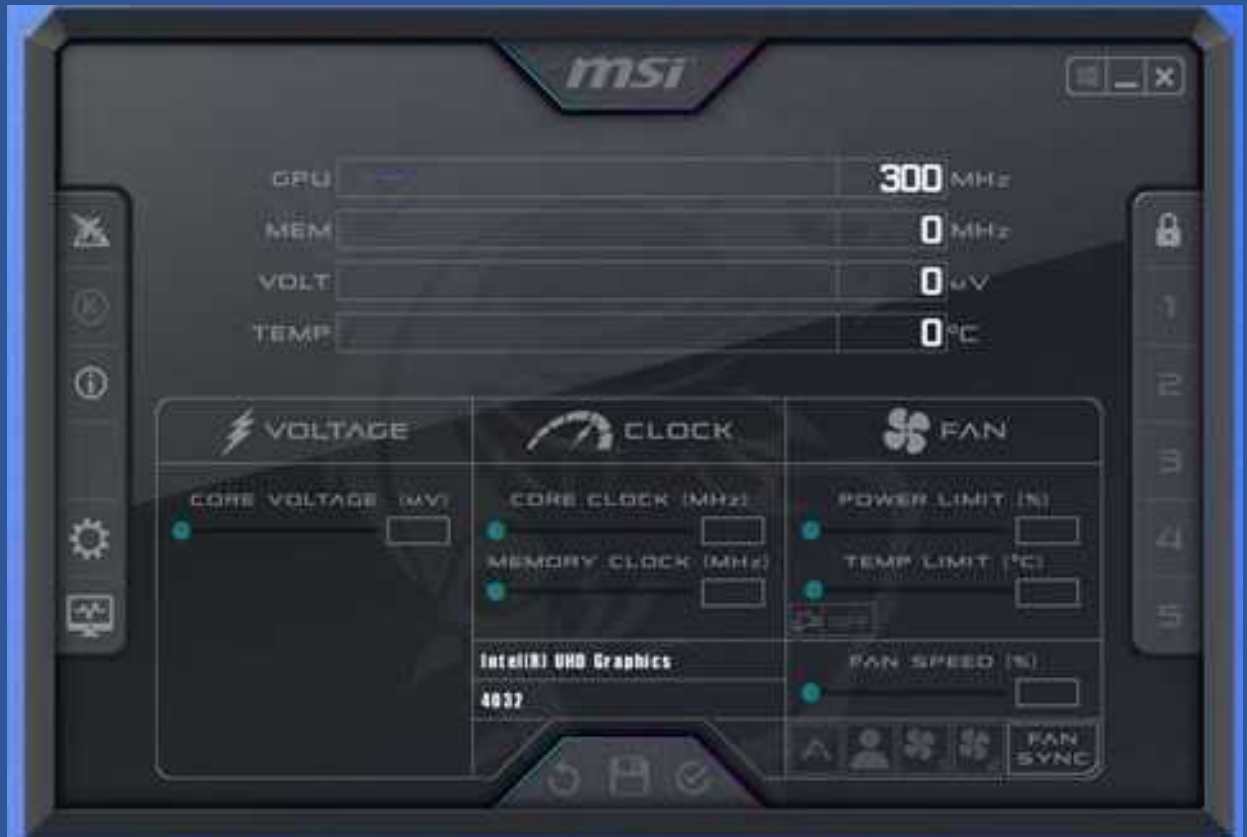 msi
GPU 300 MHz
MEM 0 MHz
VOLT 0 mV
TEMP 0 °C
K
i
1
2
3
4
5
VOLTAGE
CLOCK
FAN
CORE VOLTAGE (mV)
CORE CLOCK (MHz)
POWER LIMIT (%)
MEMORY CLOCK (MHz)
TEMP LIMIT (°C)
Intel(R) UHD Graphics
FAN SPEED (%)
4032
A
FAN
SYNC